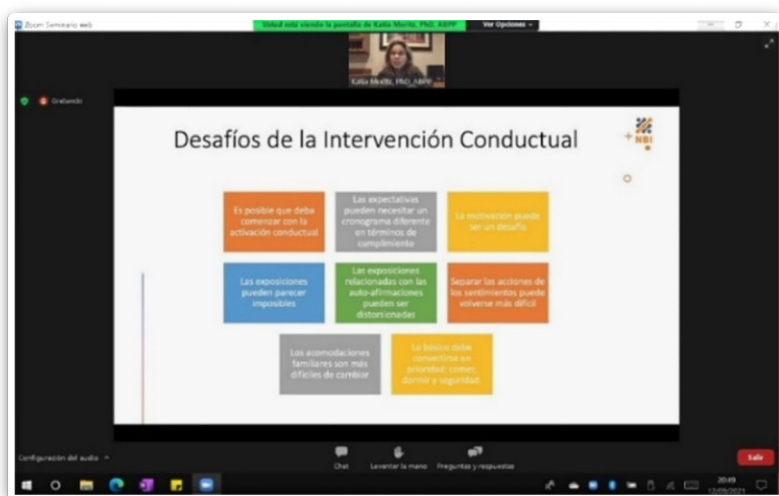 Zoom Seminario web
Usted está viendo la pantalla de Katia Moritz, PhD, ABPP
Ver Opciones
Katia Moritz, PhD, ABPP
Grabando
Desafíos de la Intervención Conductual
NBI
Es posible que deba
comenzar con la
activación conductual
Las expectativas
pueden necesitar un
cronograma diferente
en términos de
cumplimiento
La motivación puede
ser un desafío
Las exposiciones
pueden parecer
imposibles
Las exposiciones
relacionadas con las
auto-afirmaciones
pueden ser
distorsionadas
Separar las acciones de
los sentimientos puede
volverse más difícil
Los acomodaciones
familiares son más
difíciles de cambiar
Lo básico debe
convertirse en
prioridad: comer,
dormir y seguridad.
Configuración del audio
Chat
Levantar la mano
Preguntas y respuestas
Salir
20:49